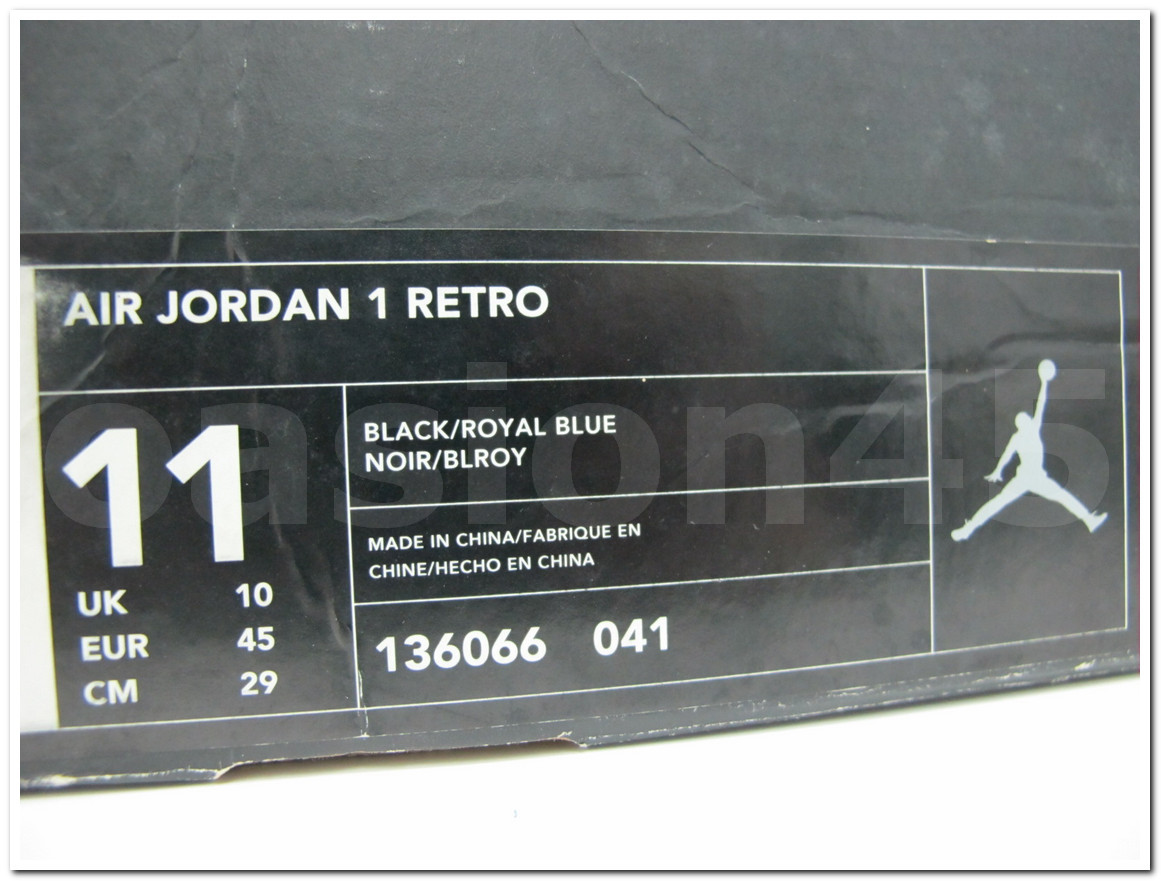 AIR JORDAN 1 RETRO
11
UK 10
EUR 45
CM 29
BLACK/ROYAL BLUE
NOIR/BLROY
MADE IN CHINA/FABRIQUE EN
CHINE/HECHO EN CHINA
136066 041
oasion45